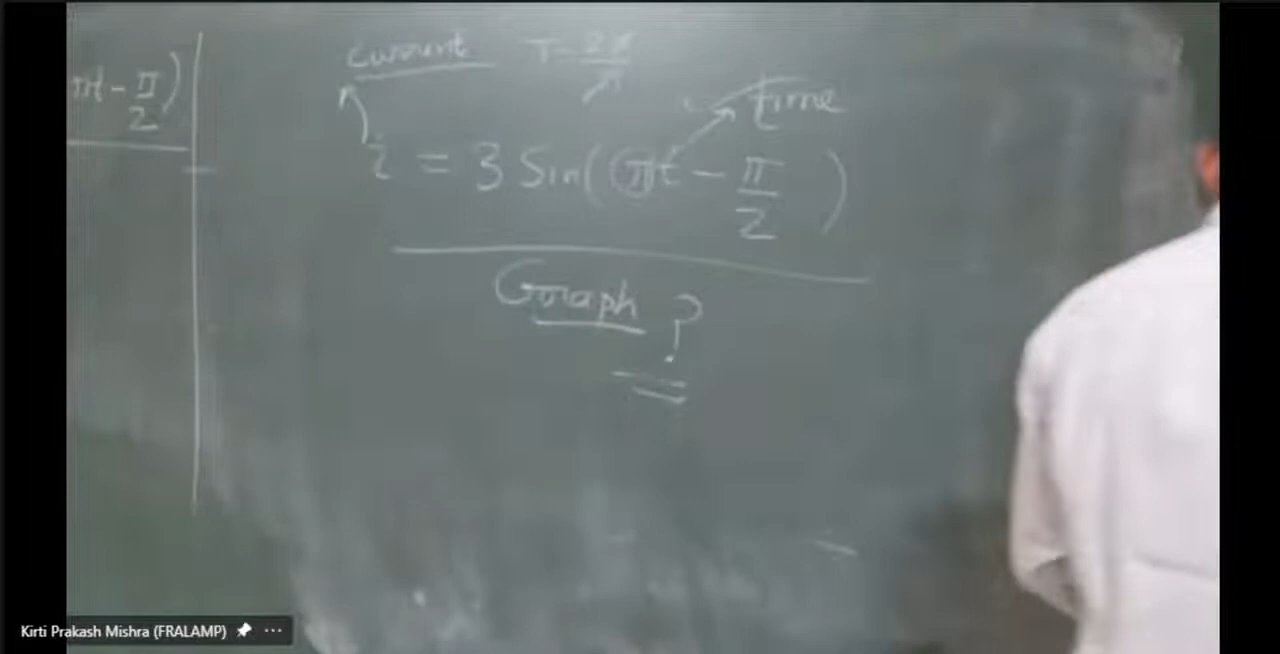 πt - π/2)
current T = 2π/π
time
i = 3 Sin(πt - π/2)
Graph ?
Kirti Prakash Mishra (FRALAMP)